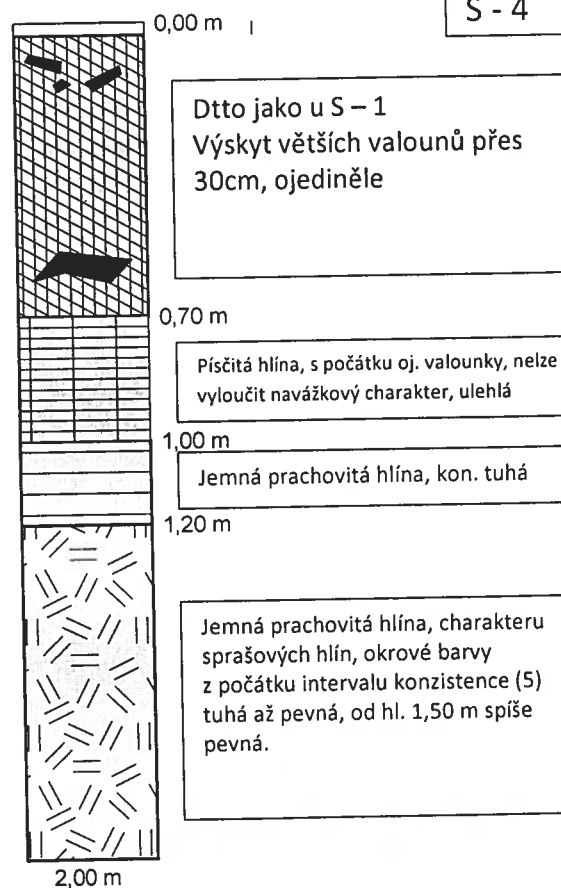 0,00 m
S - 4
Dtto jako u S – 1
Výskyt větších valounů přes
30cm, ojediněle
0,70 m
Písčitá hlína, s počátku oj. valounky, nelze
vyloučit navážkový charakter, ulehlá
1,00 m
Jemná prachovitá hlína, kon. tuhá
1,20 m
Jemná prachovitá hlína, charakteru
sprašových hlín, okrové barvy
z počátku intervalu konzistence (5)
tuhá až pevná, od hl. 1,50 m spíše
pevná.
2,00 m